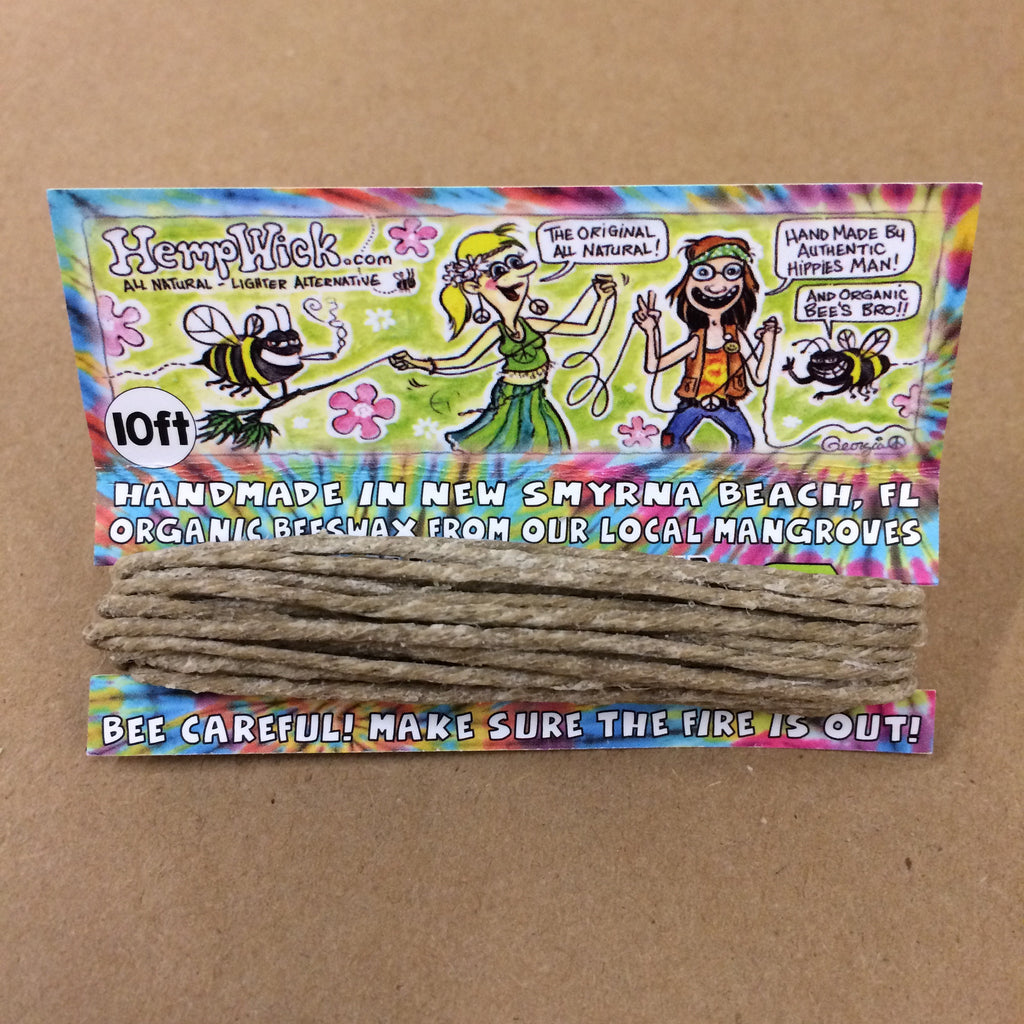 HempWick.com
ALL NATURAL - LIGHTER ALTERNATIVE
THE ORIGINAL
ALL NATURAL!
HAND MADE BY
AUTHENTIC
HIPPIES MAN!
AND ORGANIC
BEE'S BRO!!
10ft
Georgia
HANDMADE IN NEW SMYRNA BEACH, FL
ORGANIC BEESWAX FROM OUR LOCAL MANGROVES
BEE CAREFUL! MAKE SURE THE FIRE IS OUT!